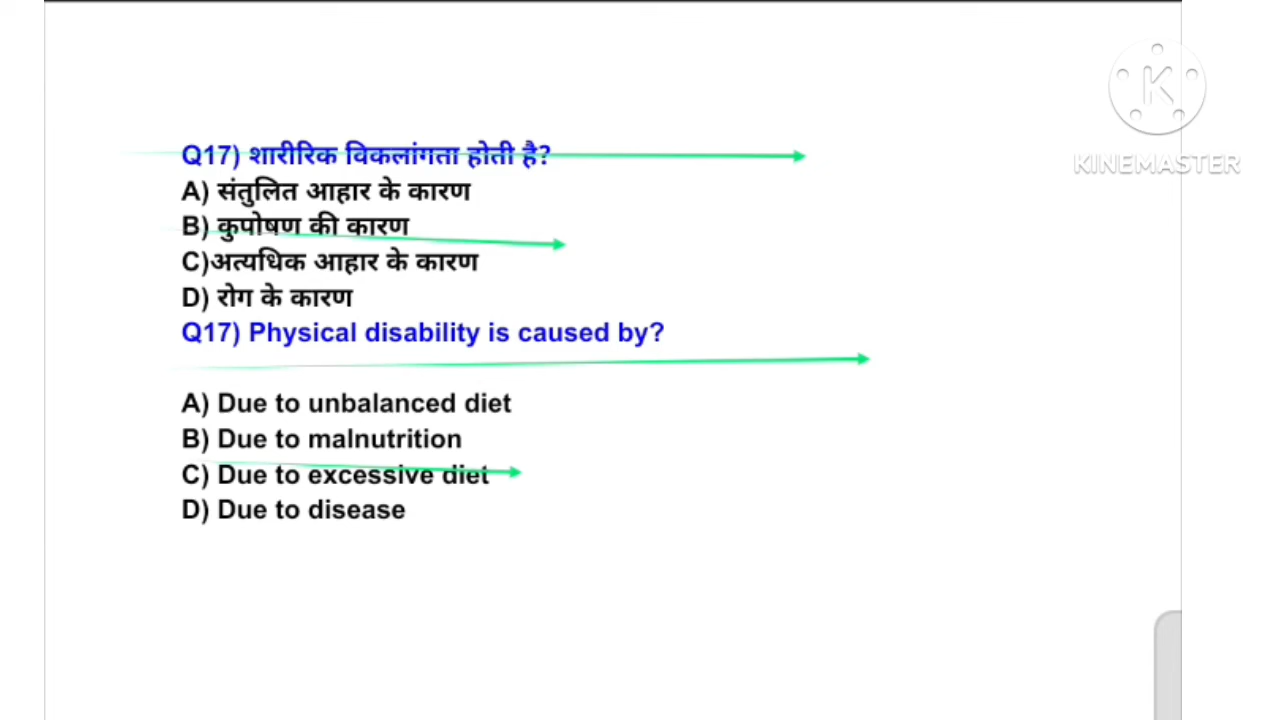 Q17) शारीरिक विकलांगता होती है?
A) संतुलित आहार के कारण
B) कुपोषण की कारण
C)अत्यधिक आहार के कारण
D) रोग के कारण
Q17) Physical disability is caused by?
A) Due to unbalanced diet
B) Due to malnutrition
C) Due to excessive diet
D) Due to disease
KINEMASTER